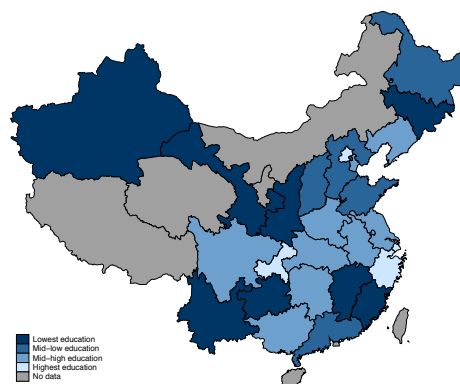 Lowest education
Mid−low education
Mid−high education
Highest education
No data